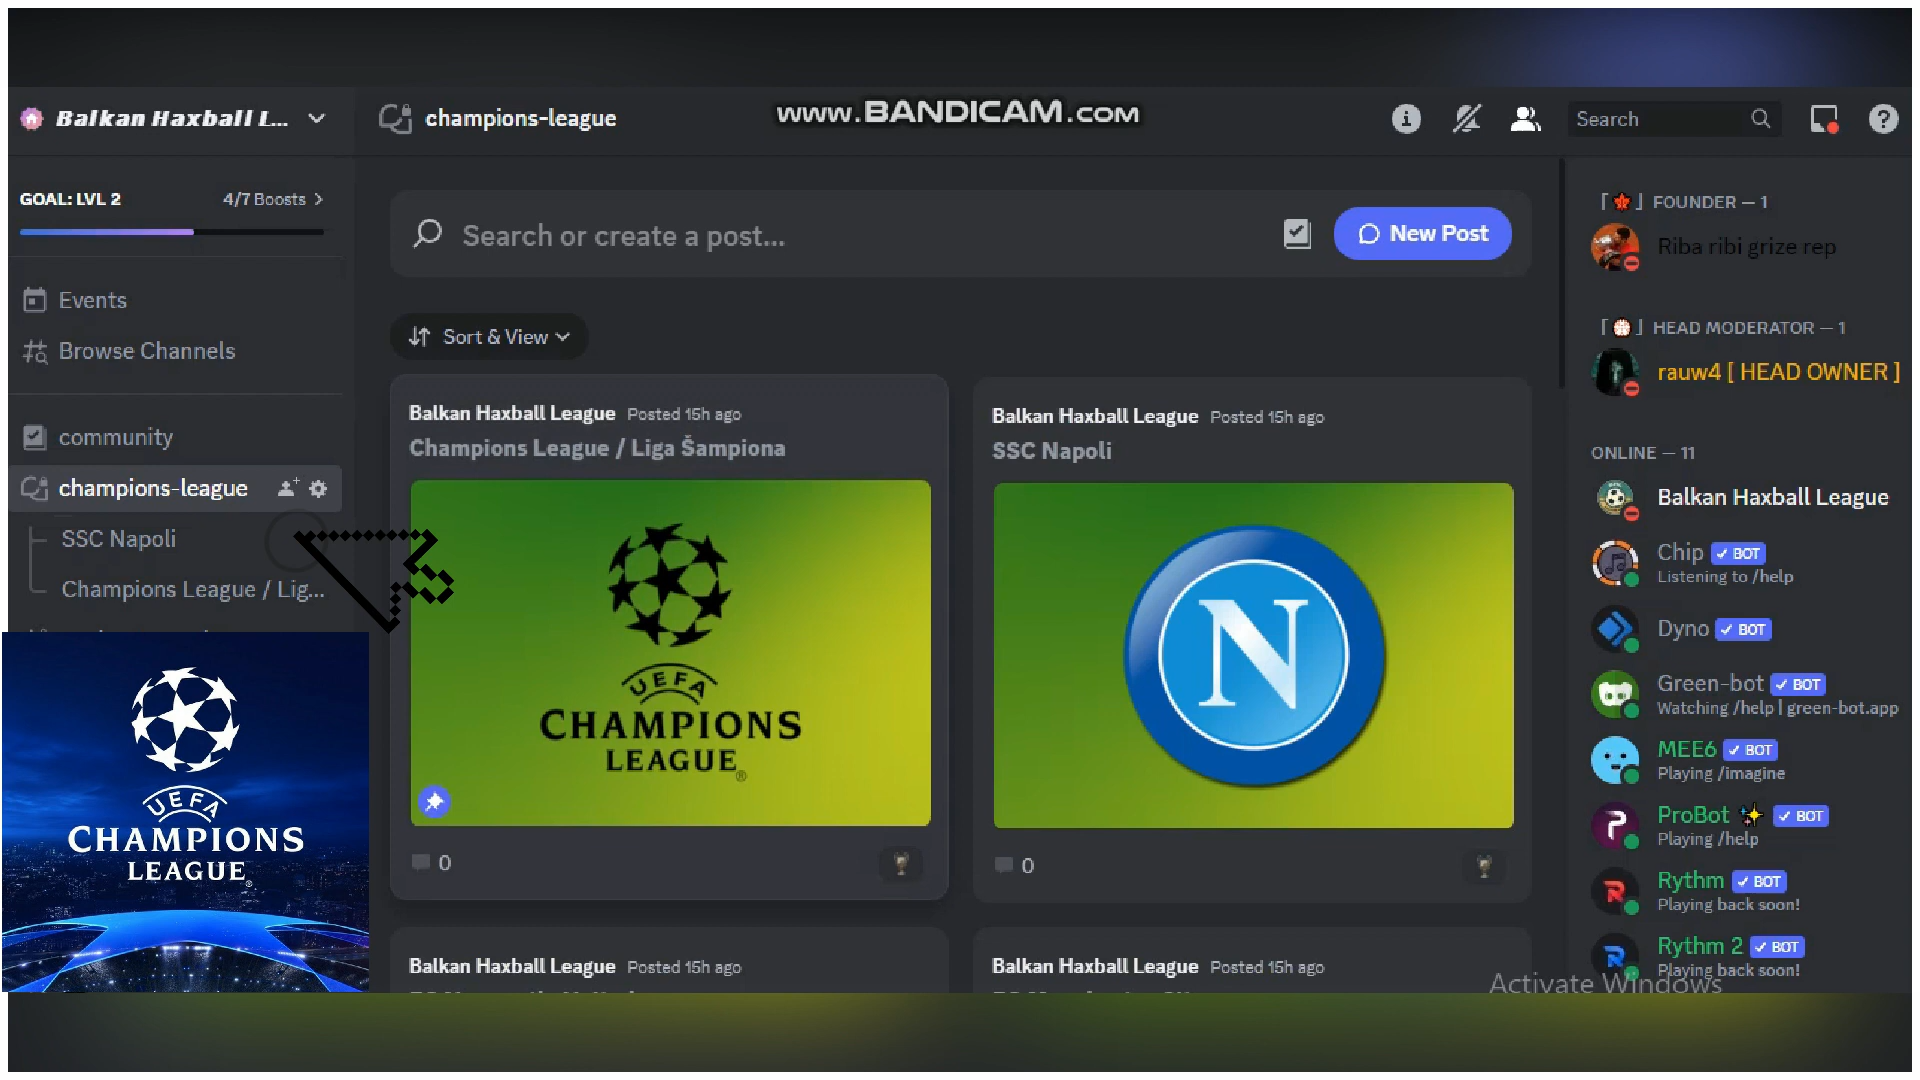 Balkan Haxball L...
champions-league
www.BANDICAM.com
Search
GOAL: LVL 2
4/7 Boosts
Events
Browse Channels
community
champions-league
SSC Napoli
Champions League / Lig...
UEFA
CHAMPIONS
LEAGUE
Search or create a post...
New Post
Sort & View
Balkan Haxball League Posted 15h ago
Champions League / Liga Šampiona
UEFA
CHAMPIONS
LEAGUE®
0
Balkan Haxball League Posted 15h ago
SSC Napoli
N
0
Balkan Haxball League Posted 15h ago
Balkan Haxball League Posted 15h ago
FOUNDER — 1
Riba ribi grize rep
HEAD MODERATOR — 1
rauw4 [ HEAD OWNER ]
ONLINE — 11
Balkan Haxball League
Chip BOT
Listening to /help
Dyno BOT
Green-bot BOT
Watching /help | green-bot.app
MEE6 BOT
Playing /imagine
ProBot ✨ BOT
Playing /help
Rythm BOT
Playing back soon!
Rythm 2 BOT
Playing back soon!
Activate Windows